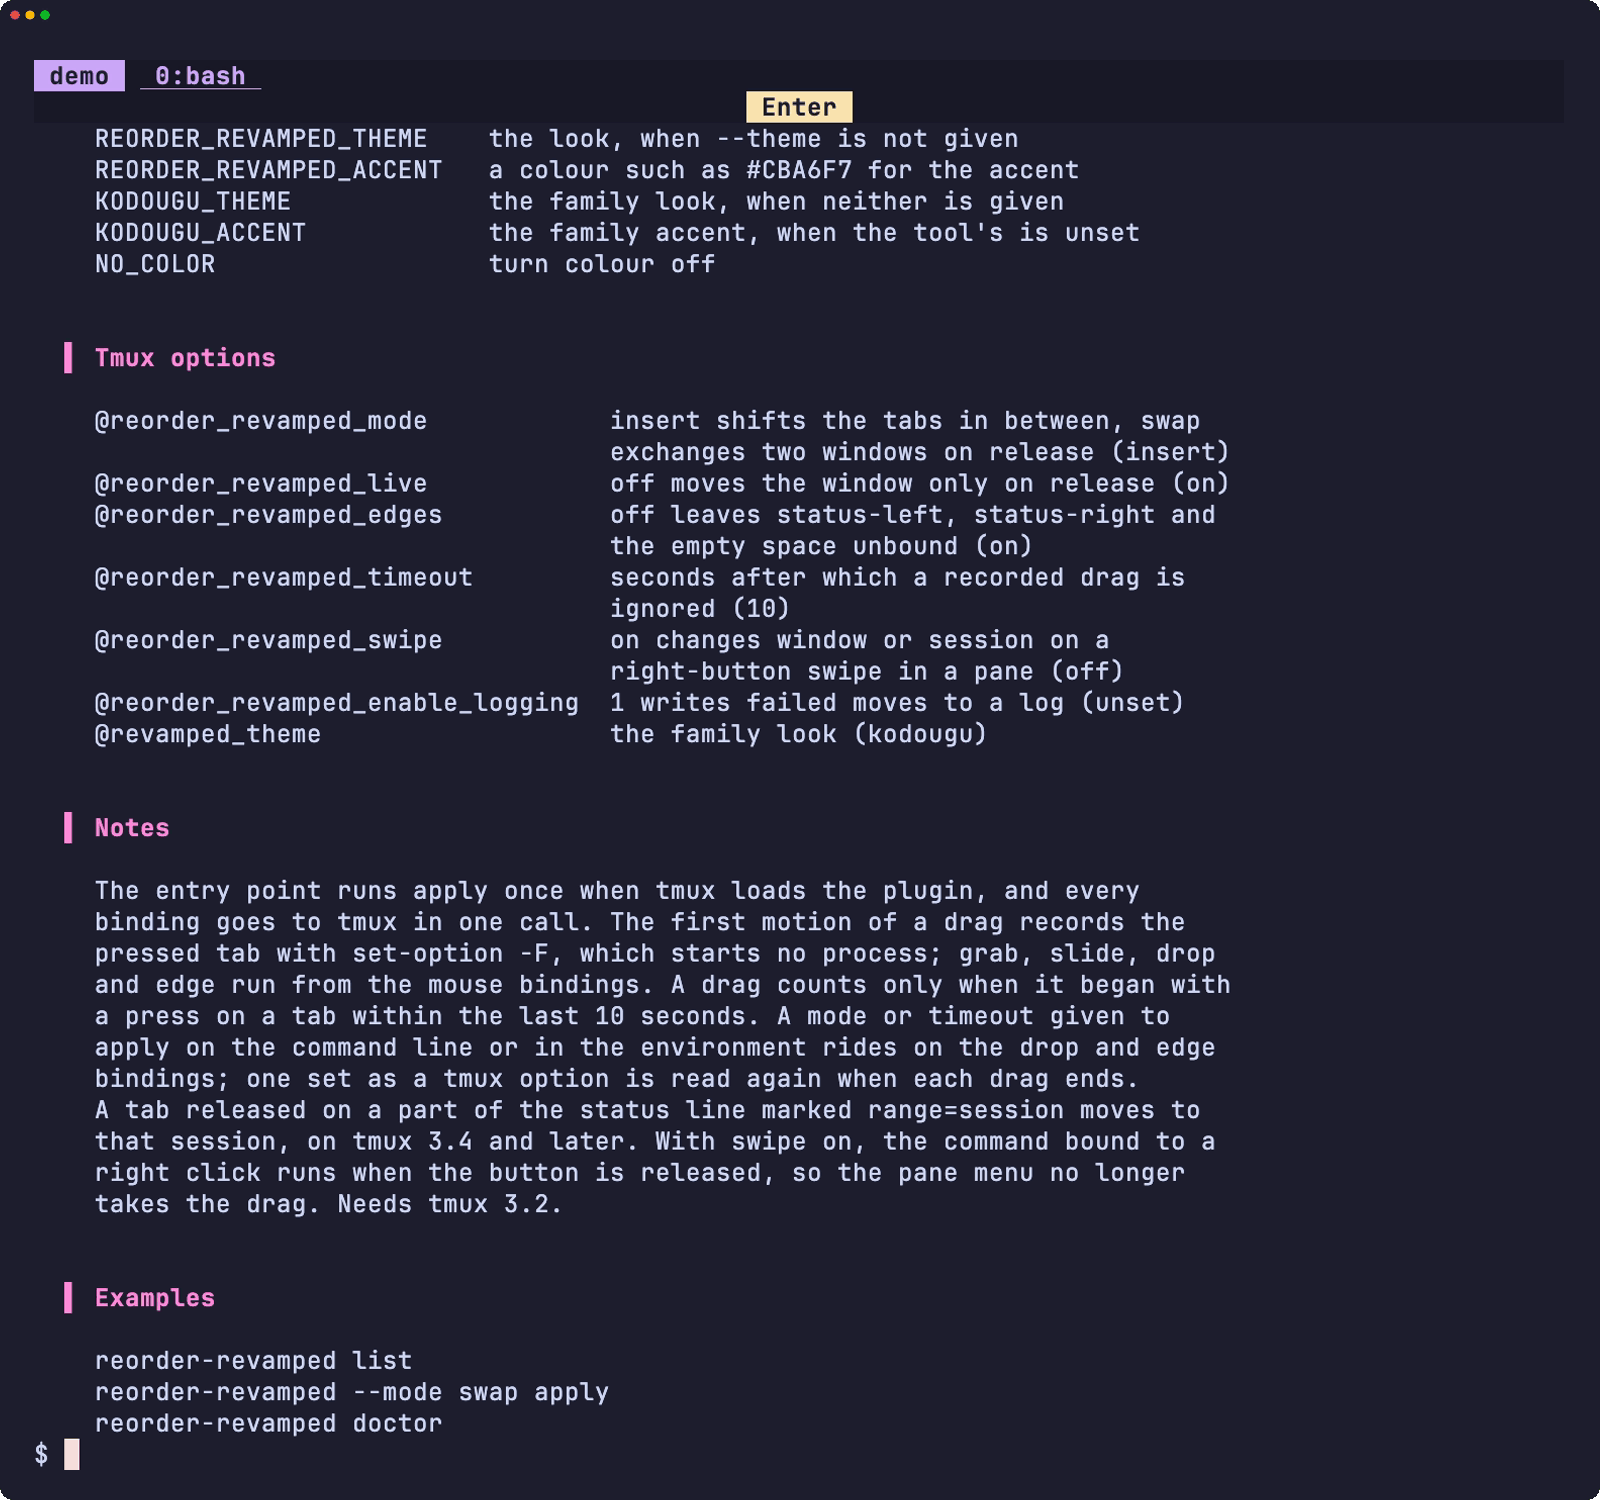 demo 0:bash
Enter
REORDER_REVAMPED_THEME the look, when --theme is not given
REORDER_REVAMPED_ACCENT a colour such as #CBA6F7 for the accent
KODOUGU_THEME the family look, when neither is given
KODOUGU_ACCENT the family accent, when the tool's is unset
NO_COLOR turn colour off
Tmux options
@reorder_revamped_mode insert shifts the tabs in between, swap
exchanges two windows on release (insert)
@reorder_revamped_live off moves the window only on release (on)
@reorder_revamped_edges off leaves status-left, status-right and
the empty space unbound (on)
@reorder_revamped_timeout seconds after which a recorded drag is
ignored (10)
@reorder_revamped_swipe on changes window or session on a
right-button swipe in a pane (off)
@reorder_revamped_enable_logging 1 writes failed moves to a log (unset)
@revamped_theme the family look (kodougu)
Notes
The entry point runs apply once when tmux loads the plugin, and every
binding goes to tmux in one call. The first motion of a drag records the
pressed tab with set-option -F, which starts no process; grab, slide, drop
and edge run from the mouse bindings. A drag counts only when it began with
a press on a tab within the last 10 seconds. A mode or timeout given to
apply on the command line or in the environment rides on the drop and edge
bindings; one set as a tmux option is read again when each drag ends.
A tab released on a part of the status line marked range=session moves to
that session, on tmux 3.4 and later. With swipe on, the command bound to a
right click runs when the button is released, so the pane menu no longer
takes the drag. Needs tmux 3.2.
Examples
reorder-revamped list
reorder-revamped --mode swap apply
reorder-revamped doctor
$